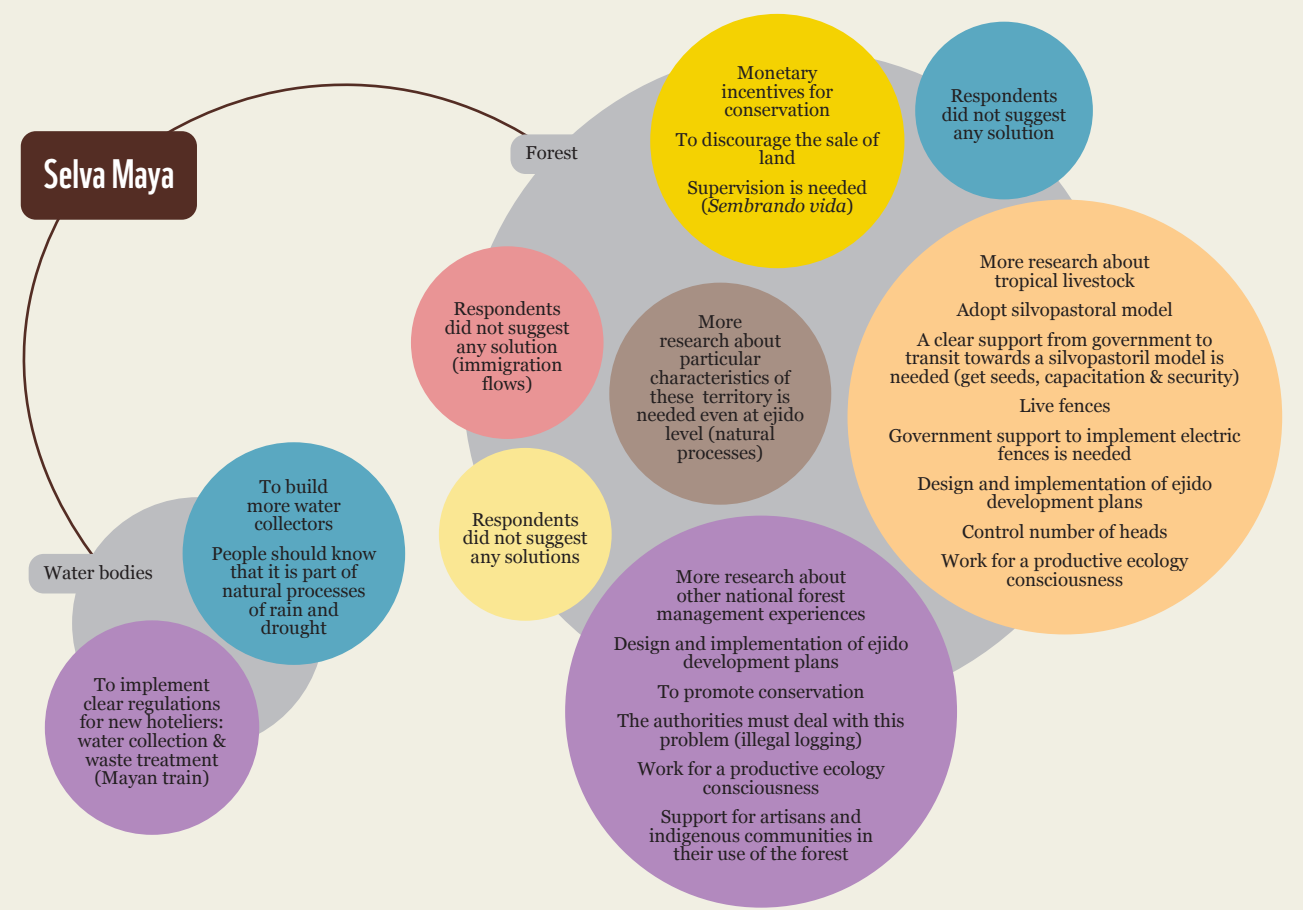 Selva Maya
Forest
Monetary
incentives for
conservation
To discourage the sale of
land
Supervision is needed
(Sembrando vida)
Respondents
did not suggest
any solution
Respondents
did not suggest
any solution
(immigration
flows)
More
research about
particular
characteristics of
these territory is
needed even at ejido
level (natural
processes)
More research about
tropical livestock
Adopt silvopastoral model
A clear support from government to
transit towards a silvopastoril model is
needed (get seeds, capacitation & security)
Live fences
Government support to implement electric
fences is needed
Design and implementation of ejido
development plans
Control number of heads
Work for a productive ecology
consciousness
Respondents
did not suggest
any solutions
More research about
other national forest
management experiences
Design and implementation of ejido
development plans
To promote conservation
The authorities must deal with this
problem (illegal logging)
Work for a productive ecology
consciousness
Support for artisans and
indigenous communities in
their use of the forest
Water bodies
To build
more water
collectors
People should know
that it is part of
natural processes
of rain and
drought
To implement
clear regulations
for new hoteliers:
water collection &
waste treatment
(Mayan train)